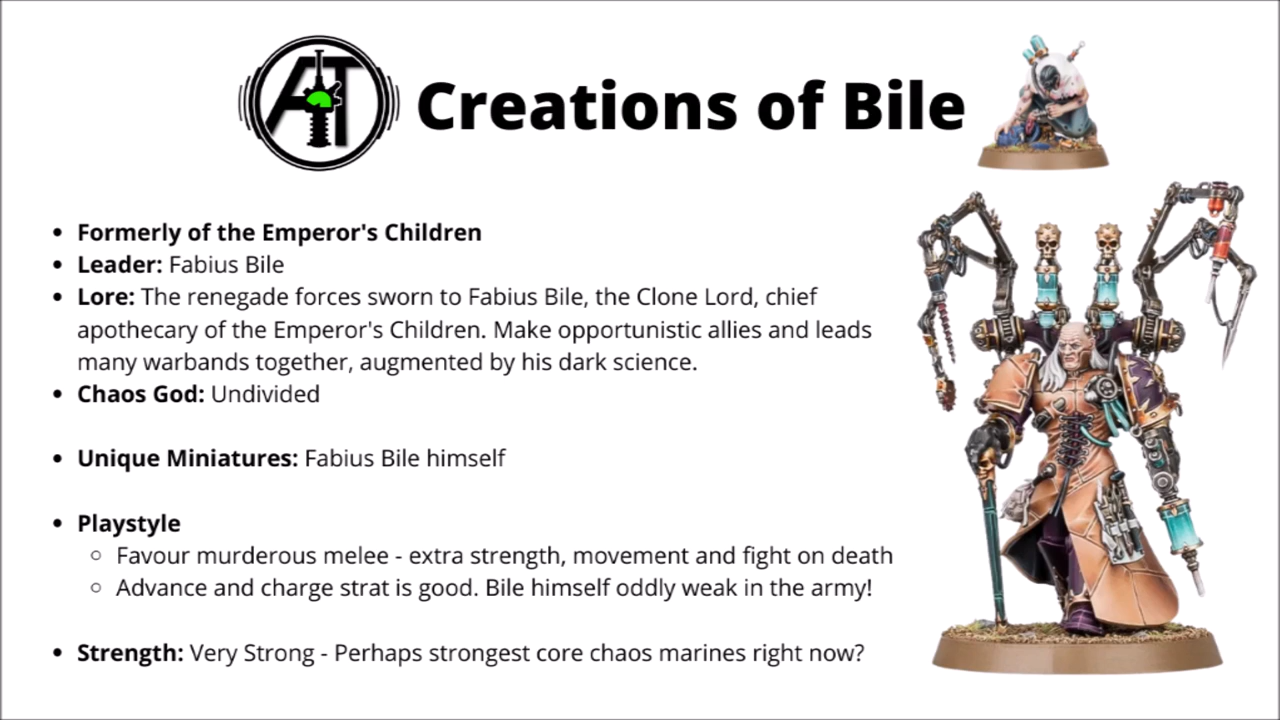 AT
Creations of Bile
• Formerly of the Emperor's Children
• Leader: Fabius Bile
• Lore: The renegade forces sworn to Fabius Bile, the Clone Lord, chief
apothecary of the Emperor's Children. Make opportunistic allies and leads
many warbands together, augmented by his dark science.
• Chaos God: Undivided
• Unique Miniatures: Fabius Bile himself
• Playstyle
○ Favour murderous melee - extra strength, movement and fight on death
○ Advance and charge strat is good. Bile himself oddly weak in the army!
• Strength: Very Strong - Perhaps strongest core chaos marines right now?